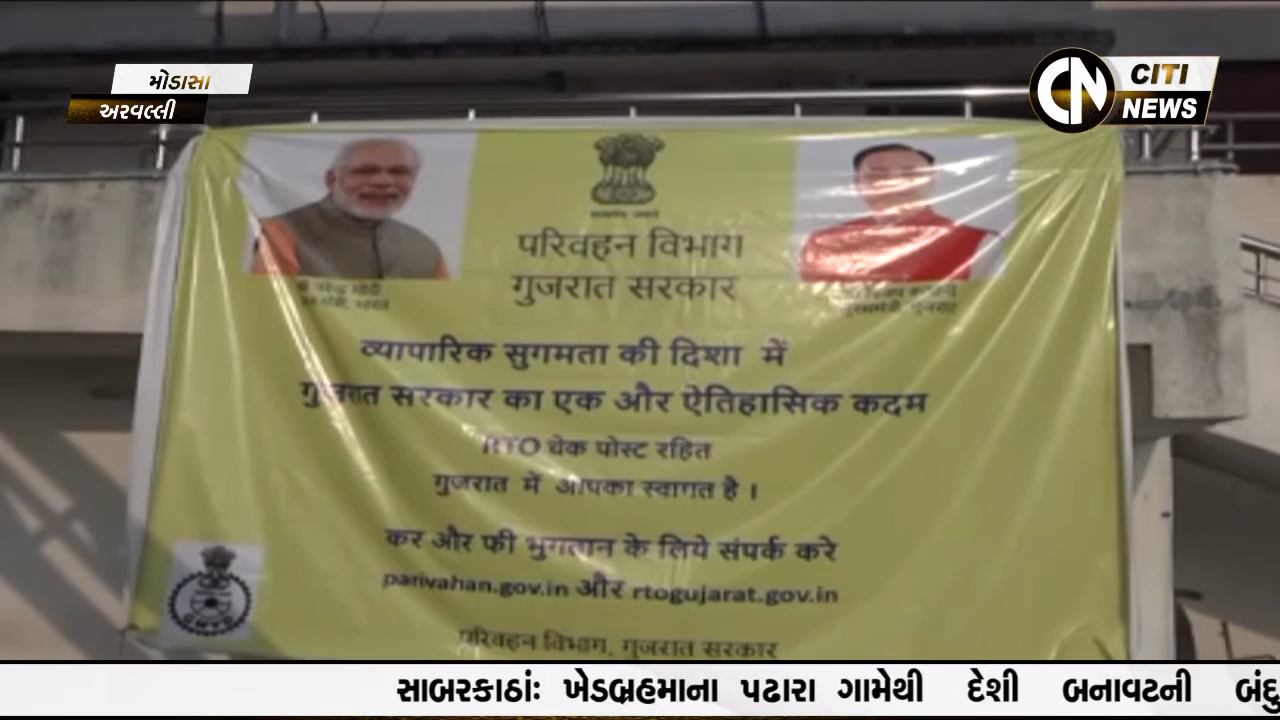 મોડાસા
અરવલ્લી
CN CITI NEWS
परिवहन विभाग
गुजरात सरकार
व्यापारिक सुगमता की दिशा में
गुजरात सरकार का एक और ऐतिहासिक कदम
RTO चेक पोस्ट रहित
गुजरात में आपका स्वागत है ।
कर और फी भुगतान के लिये संपर्क करे
parivahan.gov.in और rtogujarat.gov.in
परिवहन विभाग, गुजरात सरकार
સાબરકાઠાંઃ ખેડબ્રહમાના પઢારા ગામેથી દેશી બનાવટની બંદુ